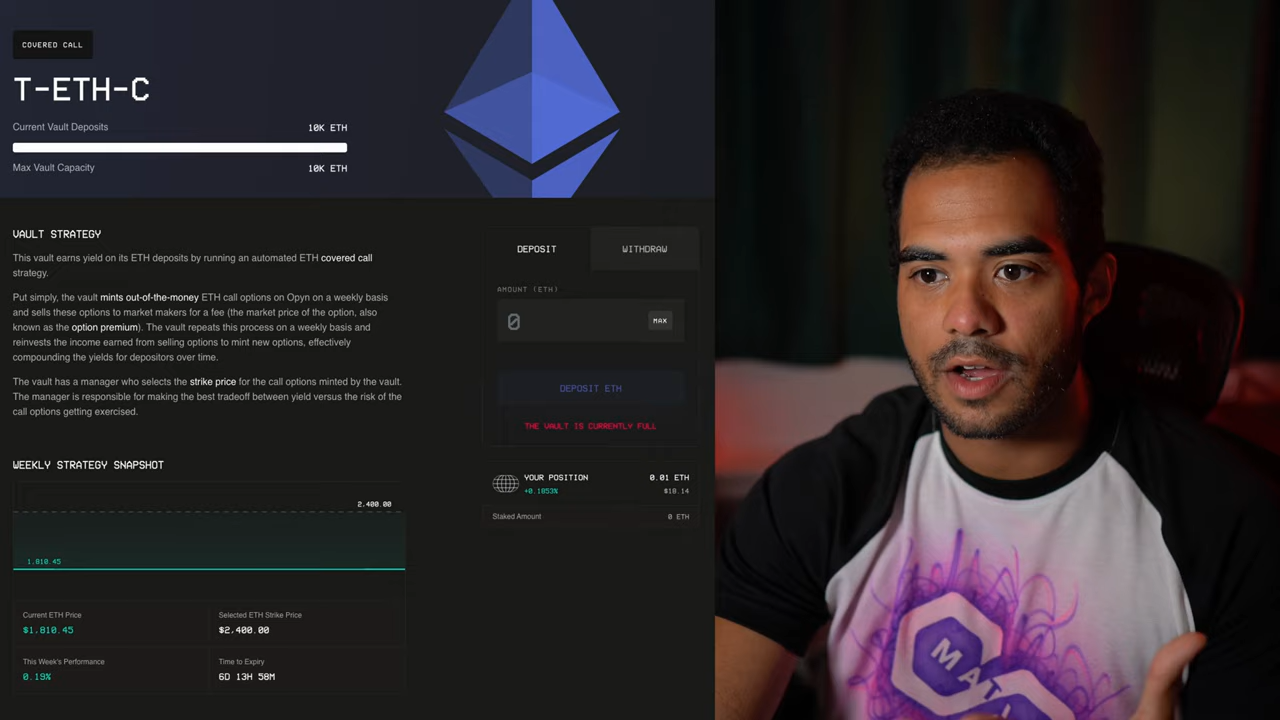 COVERED CALL
T-ETH-C
Current Vault Deposits 10K ETH
Max Vault Capacity 10K ETH
VAULT STRATEGY
This vault earns yield on its ETH deposits by running an automated ETH covered call
strategy.
Put simply, the vault mints out-of-the-money ETH call options on Opyn on a weekly basis
and sells these options to market makers for a fee (the market price of the option, also
known as the option premium). The vault repeats this process on a weekly basis and
reinvests the income earned from selling options to mint new options, effectively
compounding the yields for depositors over time.
The vault has a manager who selects the strike price for the call options minted by the vault.
The manager is responsible for making the best tradeoff between yield versus the risk of the
call options getting exercised.
WEEKLY STRATEGY SNAPSHOT
2,400.00
1,810.45
Current ETH Price
$1,810.45
Selected ETH Strike Price
$2,400.00
This Week's Performance
0.19%
Time to Expiry
6D 13H 58M
DEPOSIT WITHDRAW
AMOUNT (ETH)
0 MAX
DEPOSIT ETH
THE VAULT IS CURRENTLY FULL
YOUR POSITION 0.01 ETH
+0.1853% $18.14
Staked Amount 0 ETH
MATI